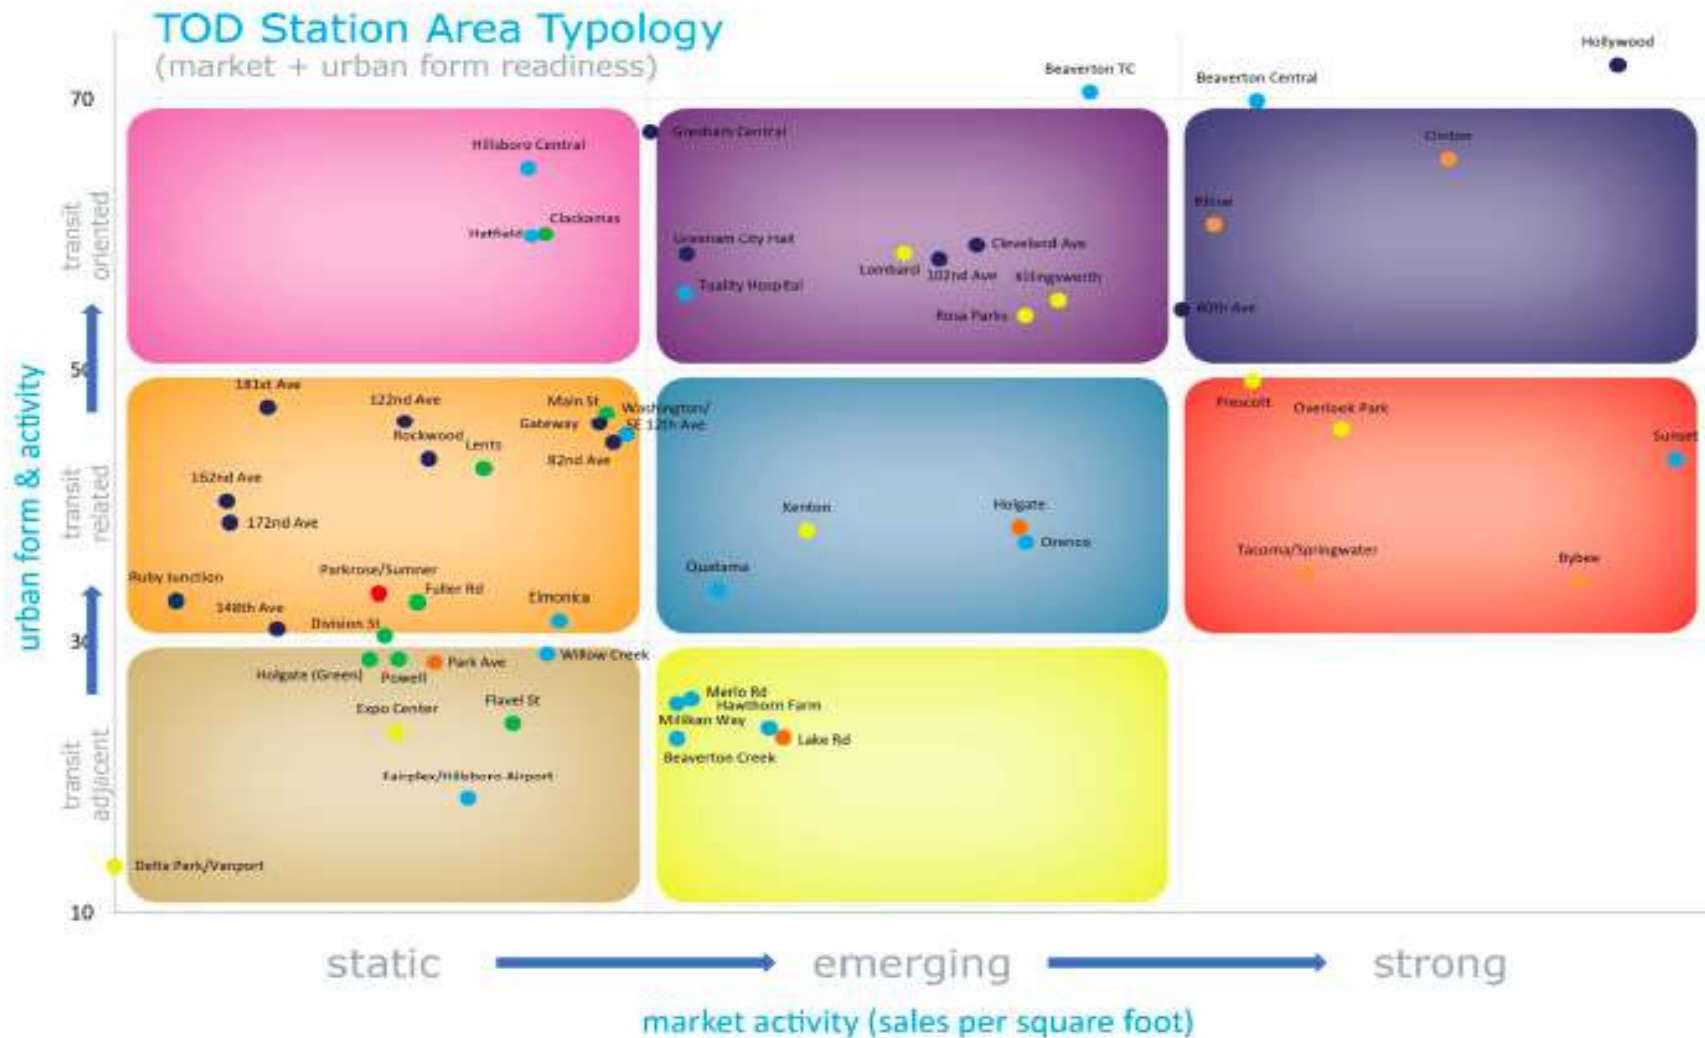 TOD Station Area Typology
(market + urban form readiness)
Hollywood
Beaverton TC
Beaverton Central
70
Gresham Central
Clinton
Hillsboro Central
Rhine
Clackamas
Hatfield
Gresham City Hall
Cleveland Ave
Lombard
102nd Ave
Killingsworth
Tuality Hospital
Rosa Parks
60th Ave
transit
oriented
50
181st Ave
122nd Ave
Main St
Washington/
SE 12th Ave
Gateway
Rockwood
Lents
82nd Ave
Prescott
Overlook Park
Sunset
162nd Ave
172nd Ave
Kenton
Holgate
Orenco
Tacoma/Springwater
Bybee
transit
related
Parkrose/Sumner
Quatama
Ruby Junction
Fuller Rd
Elmonica
148th Ave
Division St
urban form & activity
30
Willow Creek
Park Ave
Holgate (Green)
Powell
Flavel St
Expo Center
Merlo Rd
Hawthorn Farm
Millikan Way
Lake Rd
Beaverton Creek
Fairplex/Hillsboro Airport
transit
adjacent
Delta Park/Vanport
10
static
emerging
strong
market activity (sales per square foot)